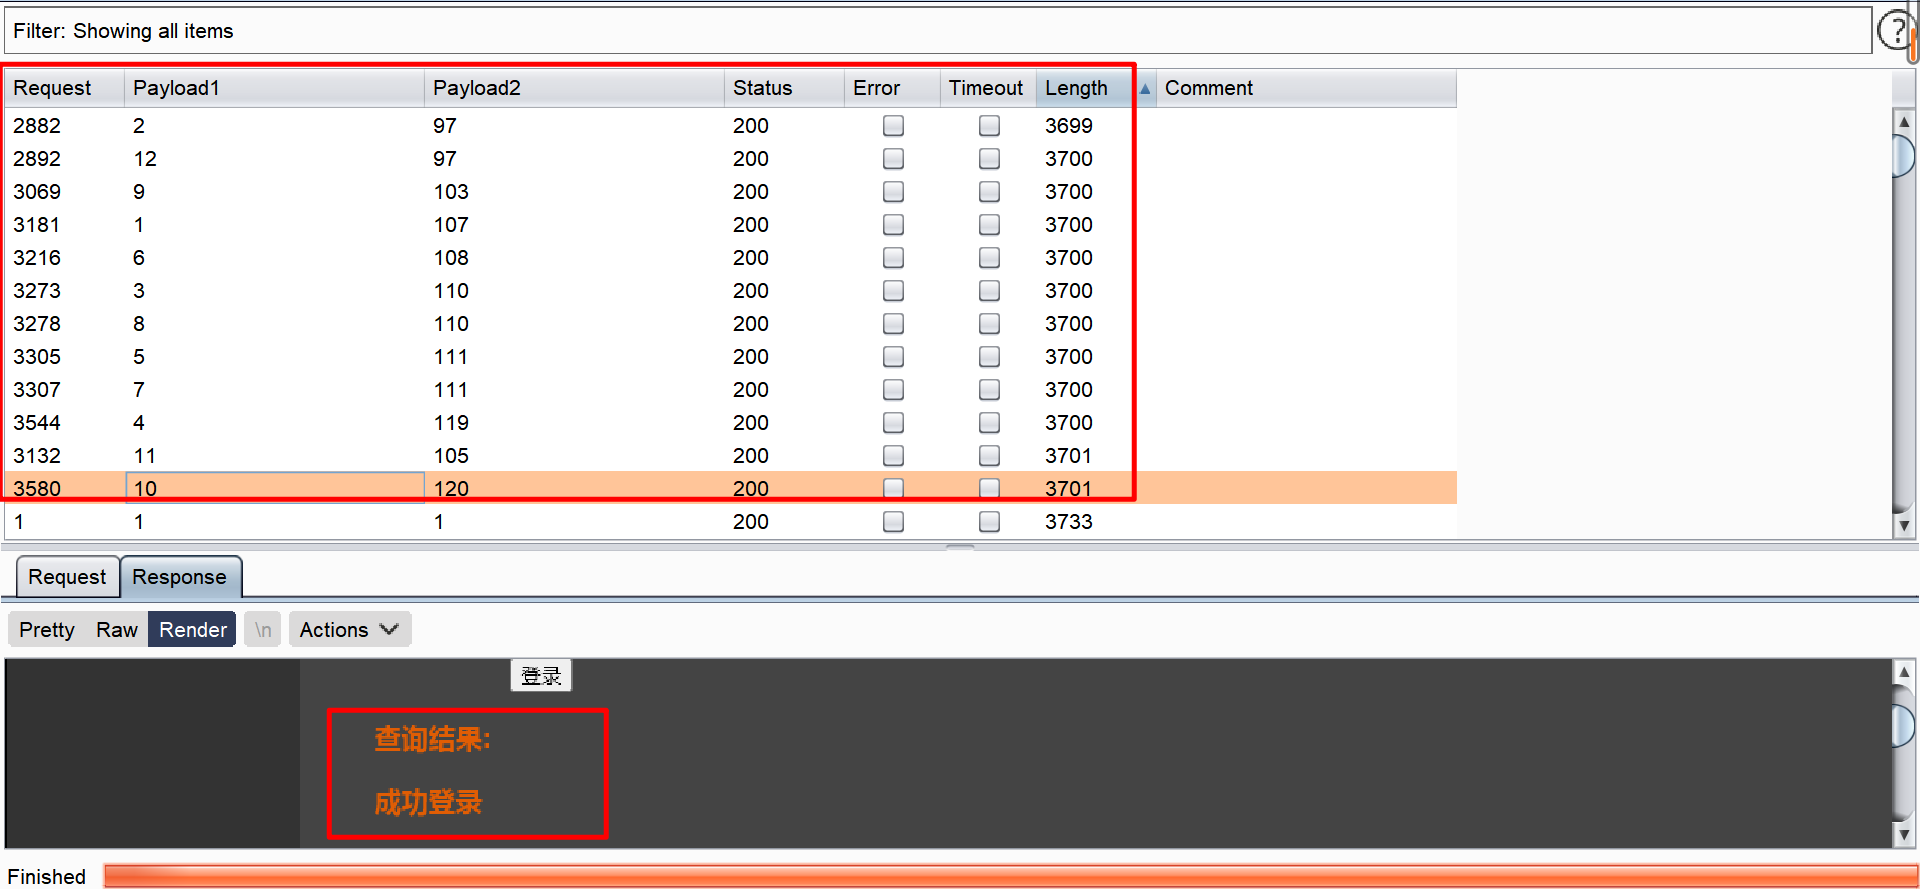 Filter: Showing all items
?
Request Payload1 Payload2 Status Error Timeout Length Comment
2882 2 97 200 3699
2892 12 97 200 3700
3069 9 103 200 3700
3181 1 107 200 3700
3216 6 108 200 3700
3273 3 110 200 3700
3278 8 110 200 3700
3305 5 111 200 3700
3307 7 111 200 3700
3544 4 119 200 3700
3132 11 105 200 3701
3580 10 120 200 3701
1 1 1 200 3733
Request Response
Pretty Raw Render \n Actions
登录
查询结果:
成功登录
Finished